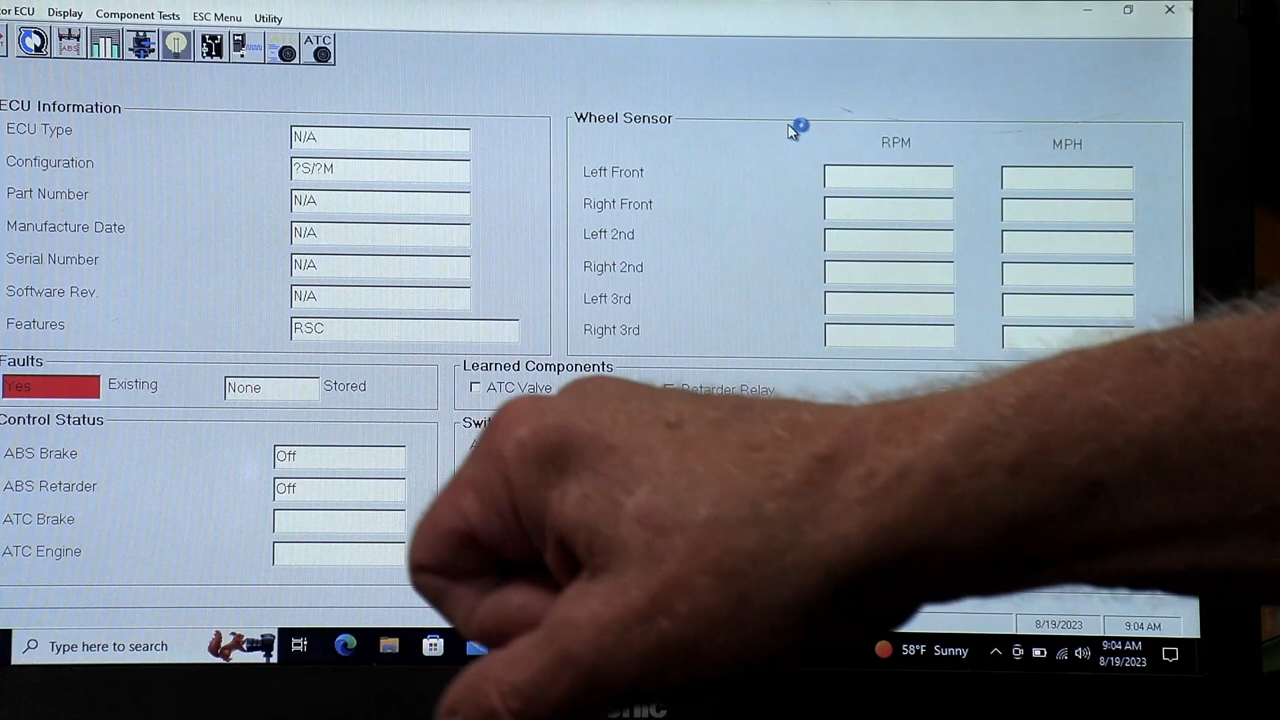 tor ECU Display Component Tests ESC Menu Utility
ABS ATC ATC
ECU Information
ECU Type N/A
Configuration ?S/?M
Part Number N/A
Manufacture Date N/A
Serial Number N/A
Software Rev. N/A
Features RSC
Wheel Sensor
RPM MPH
Left Front
Right Front
Left 2nd
Right 2nd
Left 3rd
Right 3rd
Faults
Yes Existing None Stored
Learned Components
ATC Valve Retarder Relay
Control Status
ABS Brake Off
ABS Retarder Off
ATC Brake
ATC Engine
Swit
8/19/2023 9:04 AM
Type here to search
58°F Sunny
9:04 AM
8/19/2023